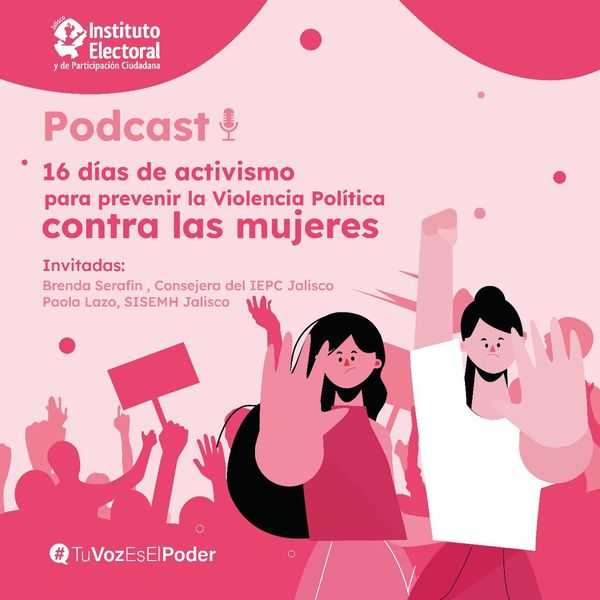 Jalisco
Instituto
Electoral
y de Participación Ciudadana
Podcast
16 días de activismo
para prevenir la Violencia Política
contra las mujeres
Invitadas:
Brenda Serafin , Consejera del IEPC Jalisco
Paola Lazo, SISEMH Jalisco
#TuVozEsElPoder